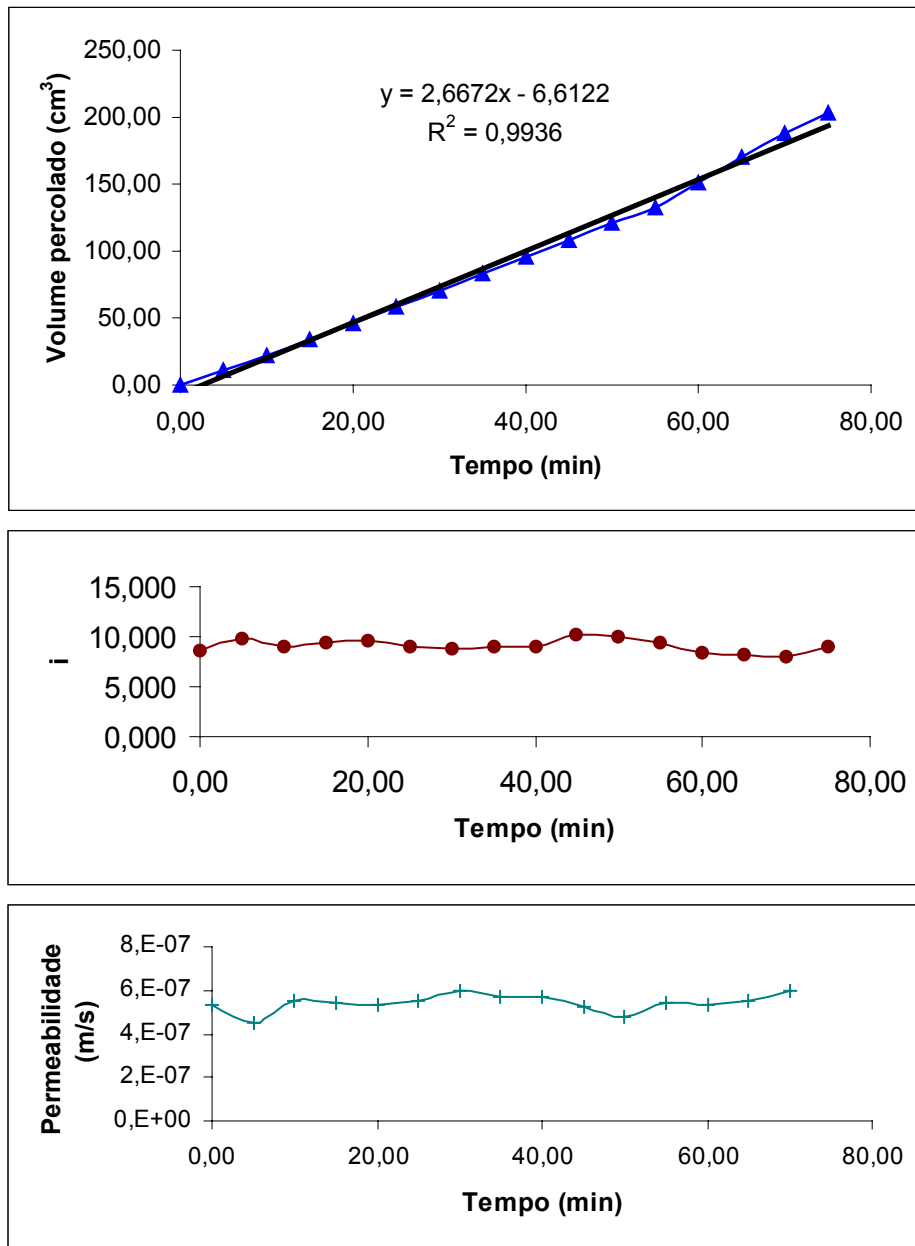 250,00
200,00
150,00
100,00
50,00
0,00
Volume percolado (cm³)
y = 2,6672x - 6,6122
R² = 0,9936
0,00 20,00 40,00 60,00 80,00
Tempo (min)
15,000
10,000
5,000
0,000
i
0,00 20,00 40,00 60,00 80,00
Tempo (min)
8,E-07
6,E-07
4,E-07
2,E-07
0,E+00
Permeabilidade
(m/s)
0,00 20,00 40,00 60,00 80,00
Tempo (min)